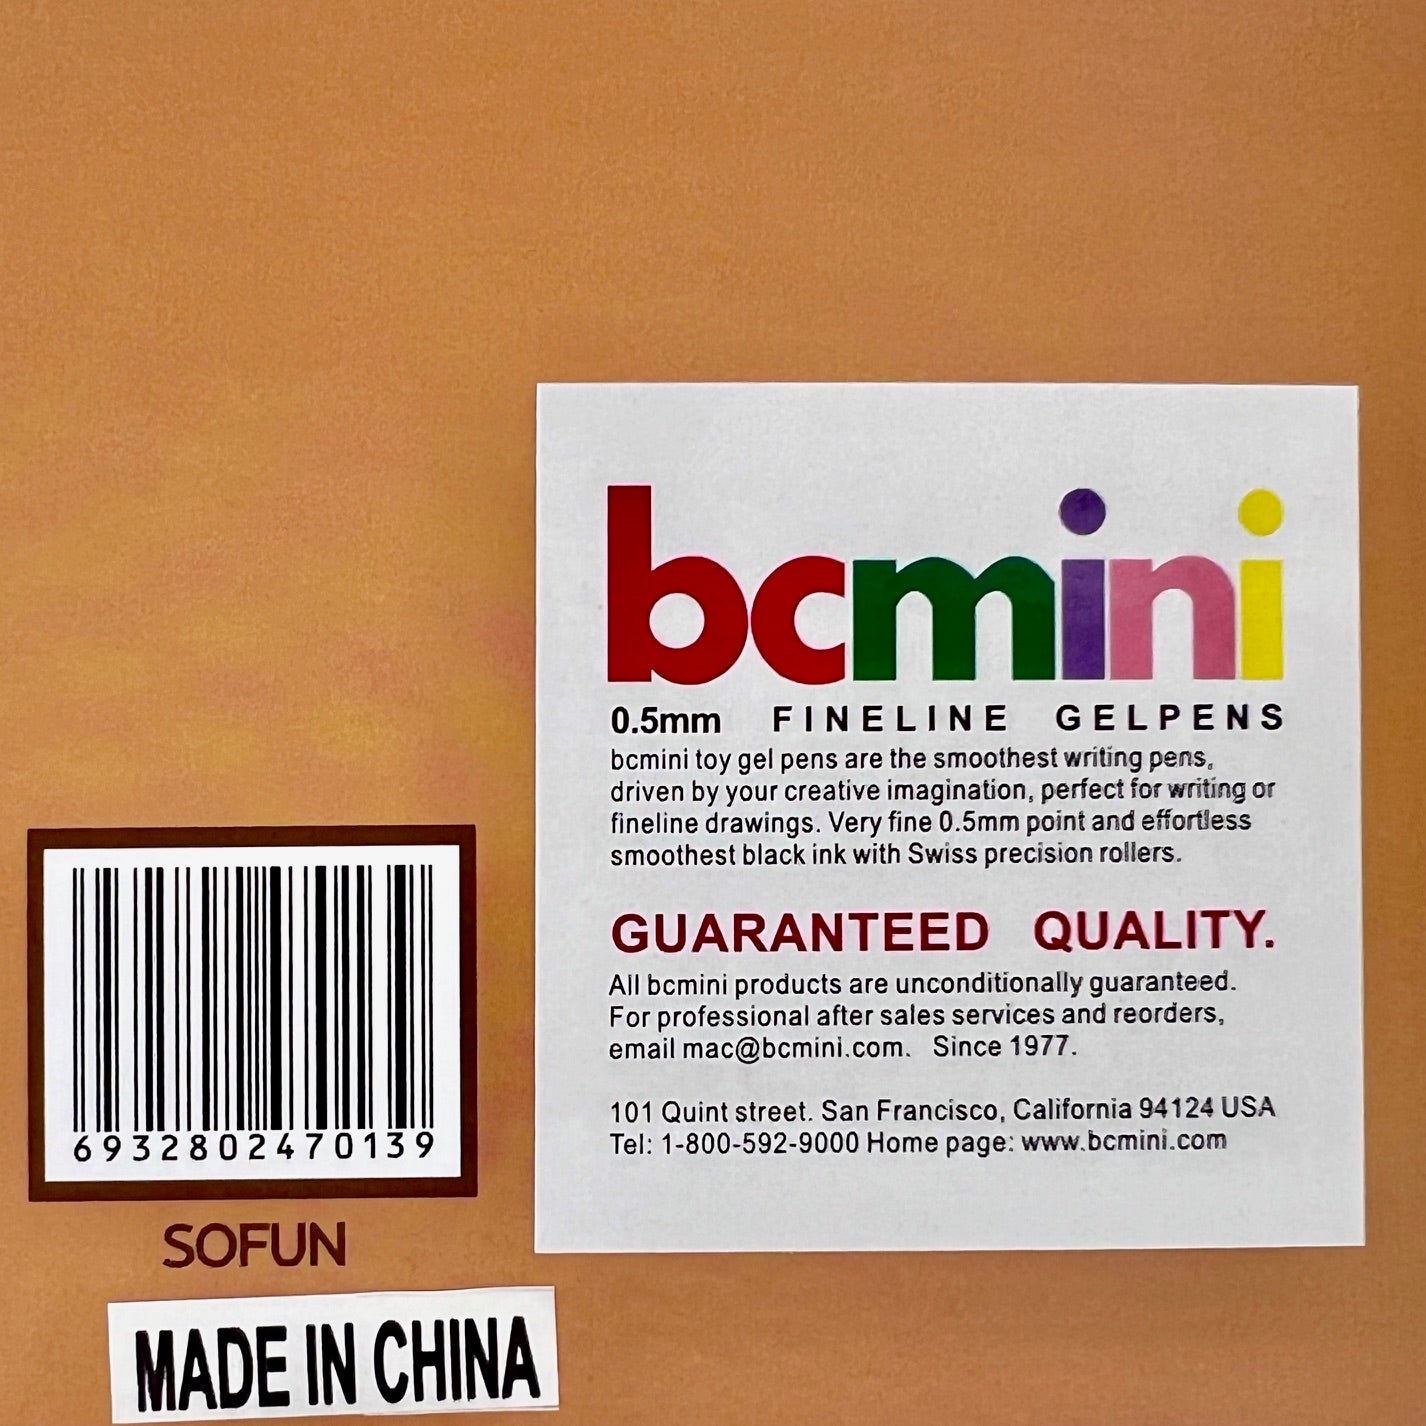 bcmini
0.5mm FINELINE GELPENS
bcmini toy gel pens are the smoothest writing pens,
driven by your creative imagination, perfect for writing or
fineline drawings. Very fine 0.5mm point and effortless
smoothest black ink with Swiss precision rollers.
GUARANTEED QUALITY.
All bcmini products are unconditionally guaranteed.
For professional after sales services and reorders,
email mac@bcmini.com. Since 1977.
101 Quint street. San Francisco, California 94124 USA
Tel: 1-800-592-9000 Home page: www.bcmini.com
6932802470139
SOFUN
MADE IN CHINA